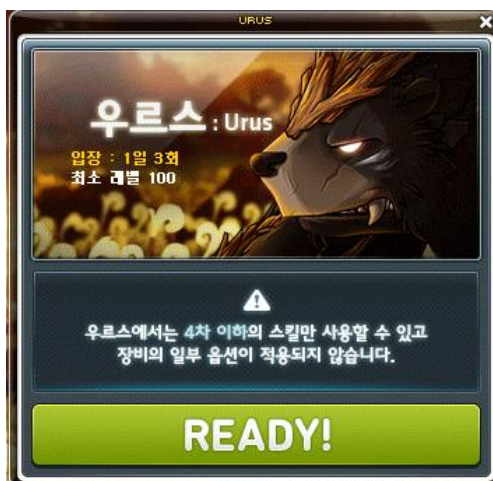 URUS
우르스 : Urus
입장 : 1일 3회
최소 레벨 100
우르스에서는 4차 이하의 스킬만 사용할 수 있고
장비의 일부 옵션이 적용되지 않습니다.
READY!